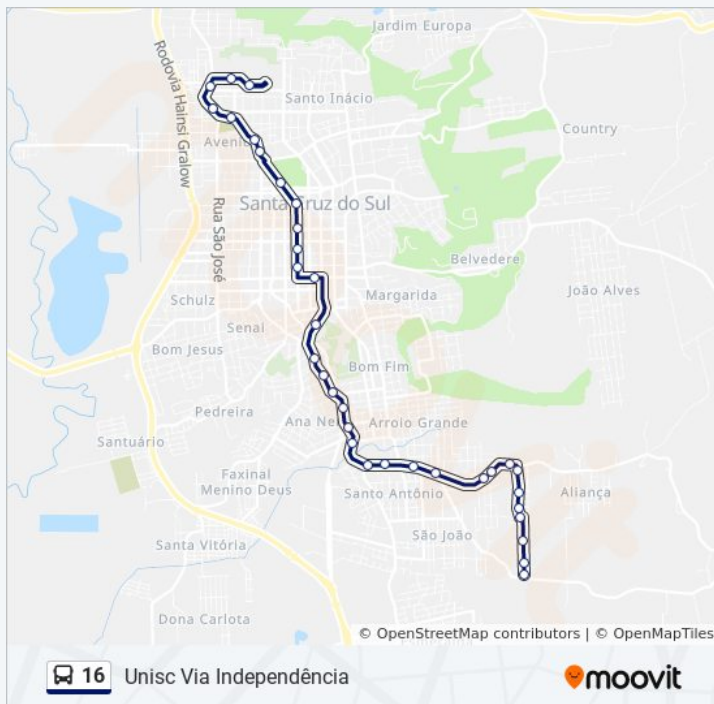 Jardim Europa
Rodovia Hainsi Gralow
Santo Inácio
Country
Avenid
Santa Cruz do Sul
Rua São José
Belvedere
João Alves
Schulz
Margarida
Senai
Bom Jesus
Bom Fim
Pedreira
Ana Ner
Arroio Grande
Santuário
Faxinal
Menino Deus
Santo Antônio
Aliança
São João
Santa Vitória
Dona Carlota
© OpenStreetMap contributors | © OpenMapTiles
16 Unisc Via Independência
moovit